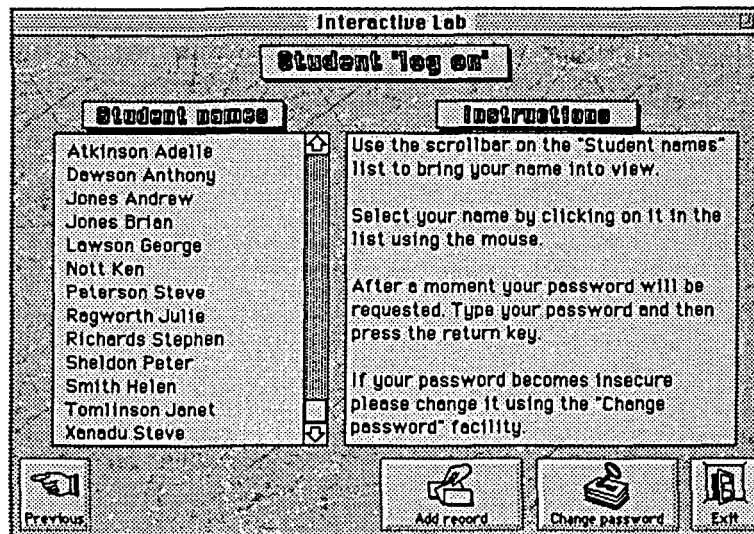 Interactive Lab
Student "log on"
Student names
Atkinson Adelle
Dawson Anthony
Jones Andrew
Jones Brian
Lawson George
Nott Ken
Peterson Steve
Ragworth Julie
Richards Stephen
Sheldon Peter
Smith Helen
Tomlinson Janet
Xanadu Steve
Instructions
Use the scrollbar on the "Student names"
list to bring your name into view.
Select your name by clicking on it in the
list using the mouse.
After a moment your password will be
requested. Type your password and then
press the return key.
If your password becomes insecure
please change it using the "Change
password" facility.
Previous
Add record
Change password
Exit